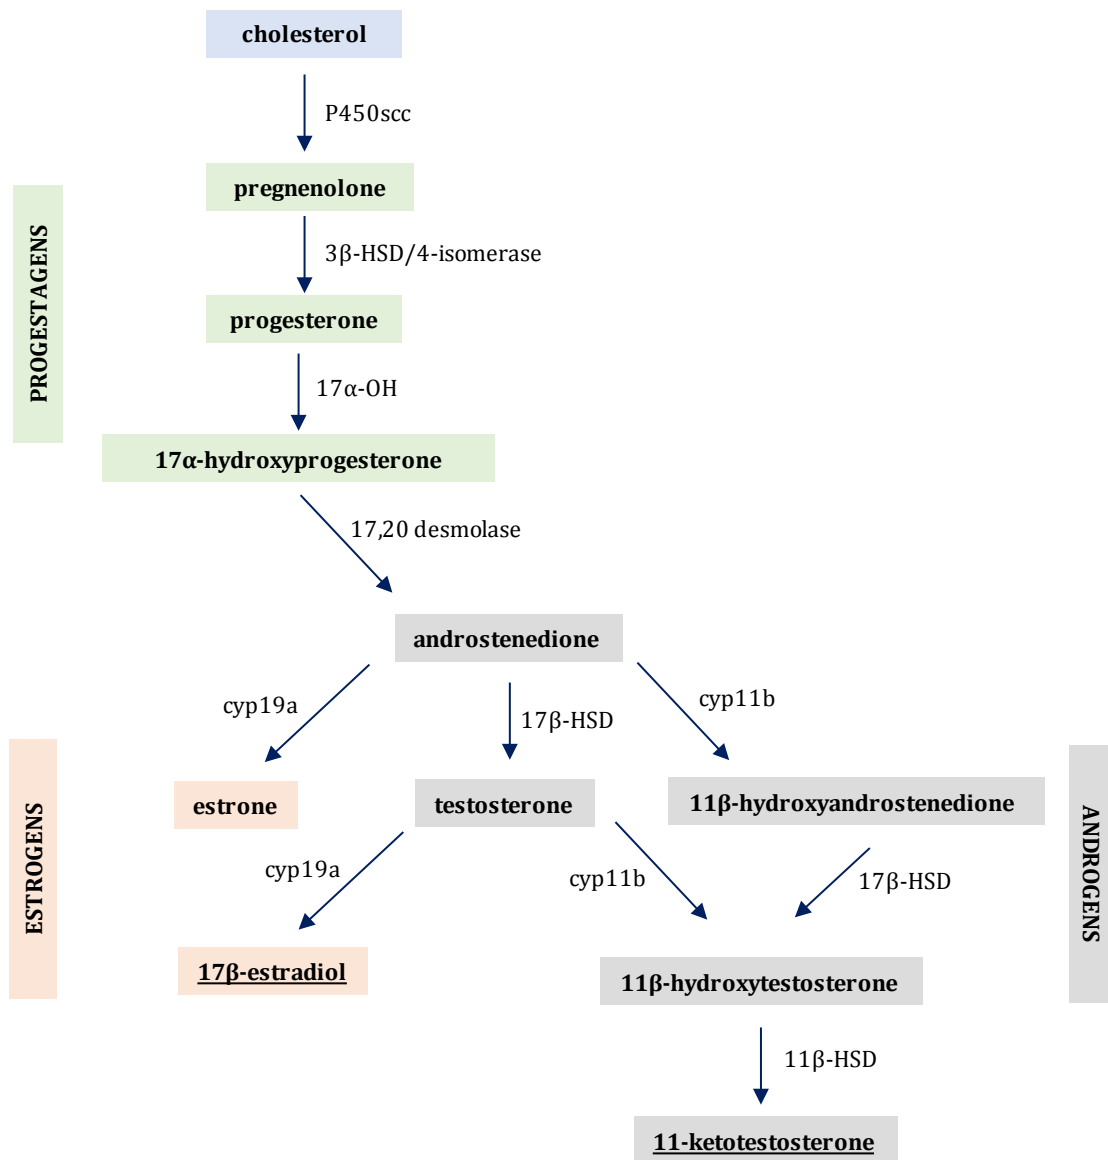 cholesterol
P450scc
pregnenolone
3β-HSD/4-isomerase
PROGESTAGENS
progesterone
17α-OH
17α-hydroxyprogesterone
17,20 desmolase
androstenedione
cyp19a
17β-HSD
cyp11b
estrone
testosterone
11β-hydroxyandrostenedione
ESTROGENS
ANDROGENS
cyp19a
cyp11b
17β-HSD
17β-estradiol
11β-hydroxytestosterone
11β-HSD
11-ketotestosterone